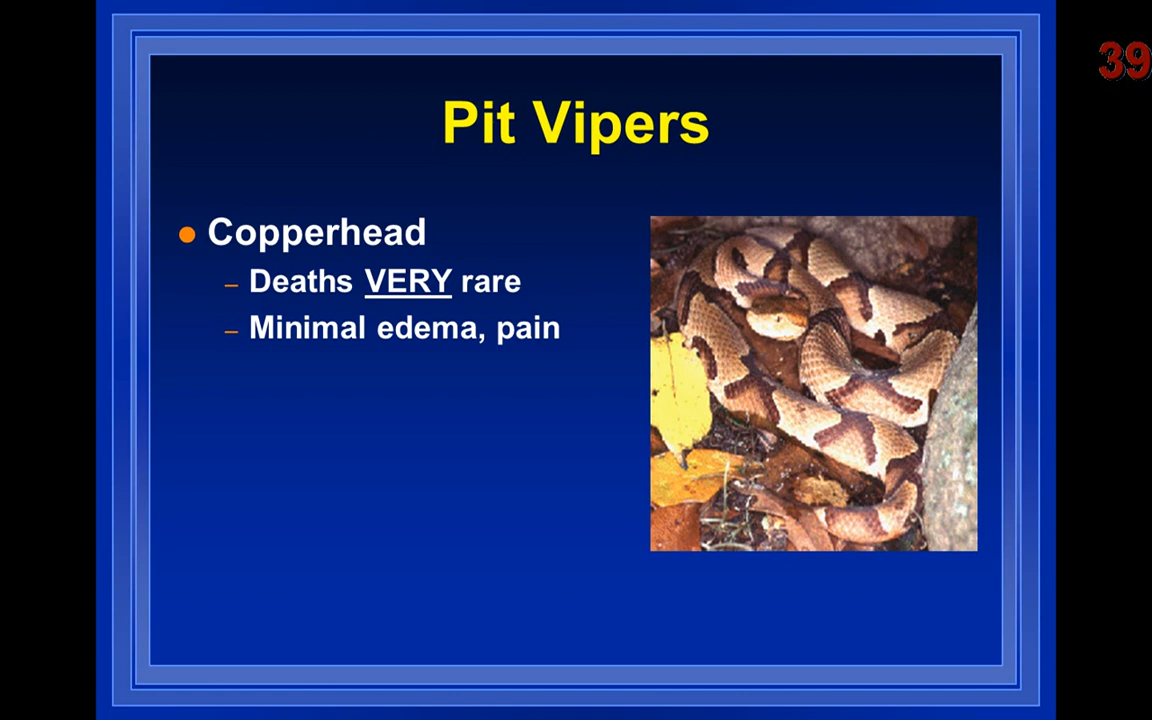 39
Pit Vipers
Copperhead
– Deaths VERY rare
– Minimal edema, pain